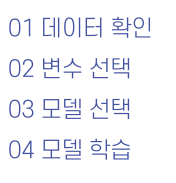 01 데이터 확인
02 변수 선택
03 모델 선택
04 모델 학습